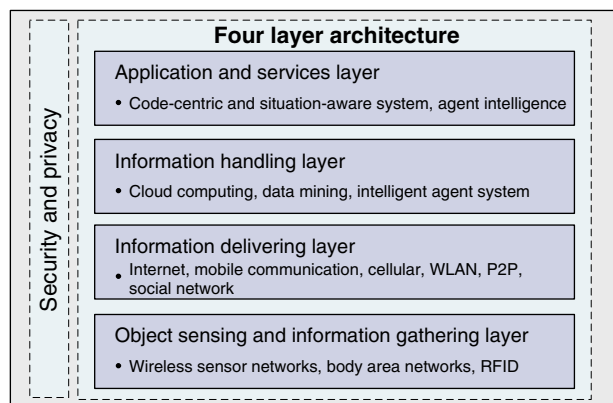 Four layer architecture
Security and privacy
Application and services layer
• Code-centric and situation-aware system, agent intelligence
Information handling layer
• Cloud computing, data mining, intelligent agent system
Information delivering layer
• Internet, mobile communication, cellular, WLAN, P2P,
social network
Object sensing and information gathering layer
• Wireless sensor networks, body area networks, RFID